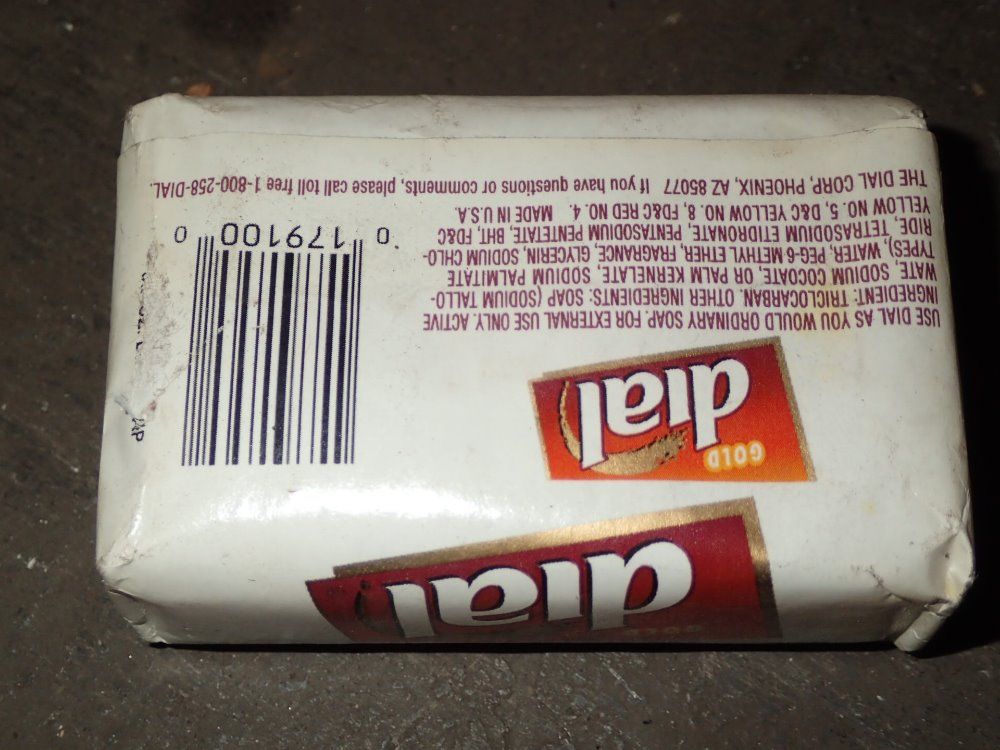 GOLD
dial
GOLD
dial
USE DIAL AS YOU WOULD ORDINARY SOAP. FOR EXTERNAL USE ONLY. ACTIVE
INGREDIENT: TRICLOCARBAN. OTHER INGREDIENTS: SOAP (SODIUM TALLO-
WATE, SODIUM COCOATE, OR PALM KERNELATE, SODIUM PALMITATE
TYPES), WATER, PEG-6 METHYL ETHER, FRAGRANCE, GLYCERIN, SODIUM CHLO-
RIDE, TETRASODIUM ETIDRONATE, PENTASODIUM PENTETATE, BHT, FD&C
YELLOW NO. 5, D&C YELLOW NO. 8, FD&C RED NO. 4. MADE IN U.S.A.
THE DIAL CORP, PHOENIX, AZ 85077 If you have questions or comments, please call toll free 1-800-258-DIAL.
0 179100 0